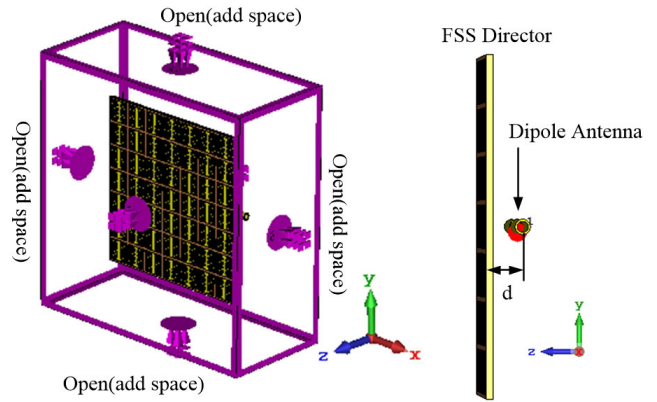 Open(add space)
FSS Director
Dipole Antenna
Open(add space)
Open(add space)
d
y
z
x
y
z
x
Open(add space)